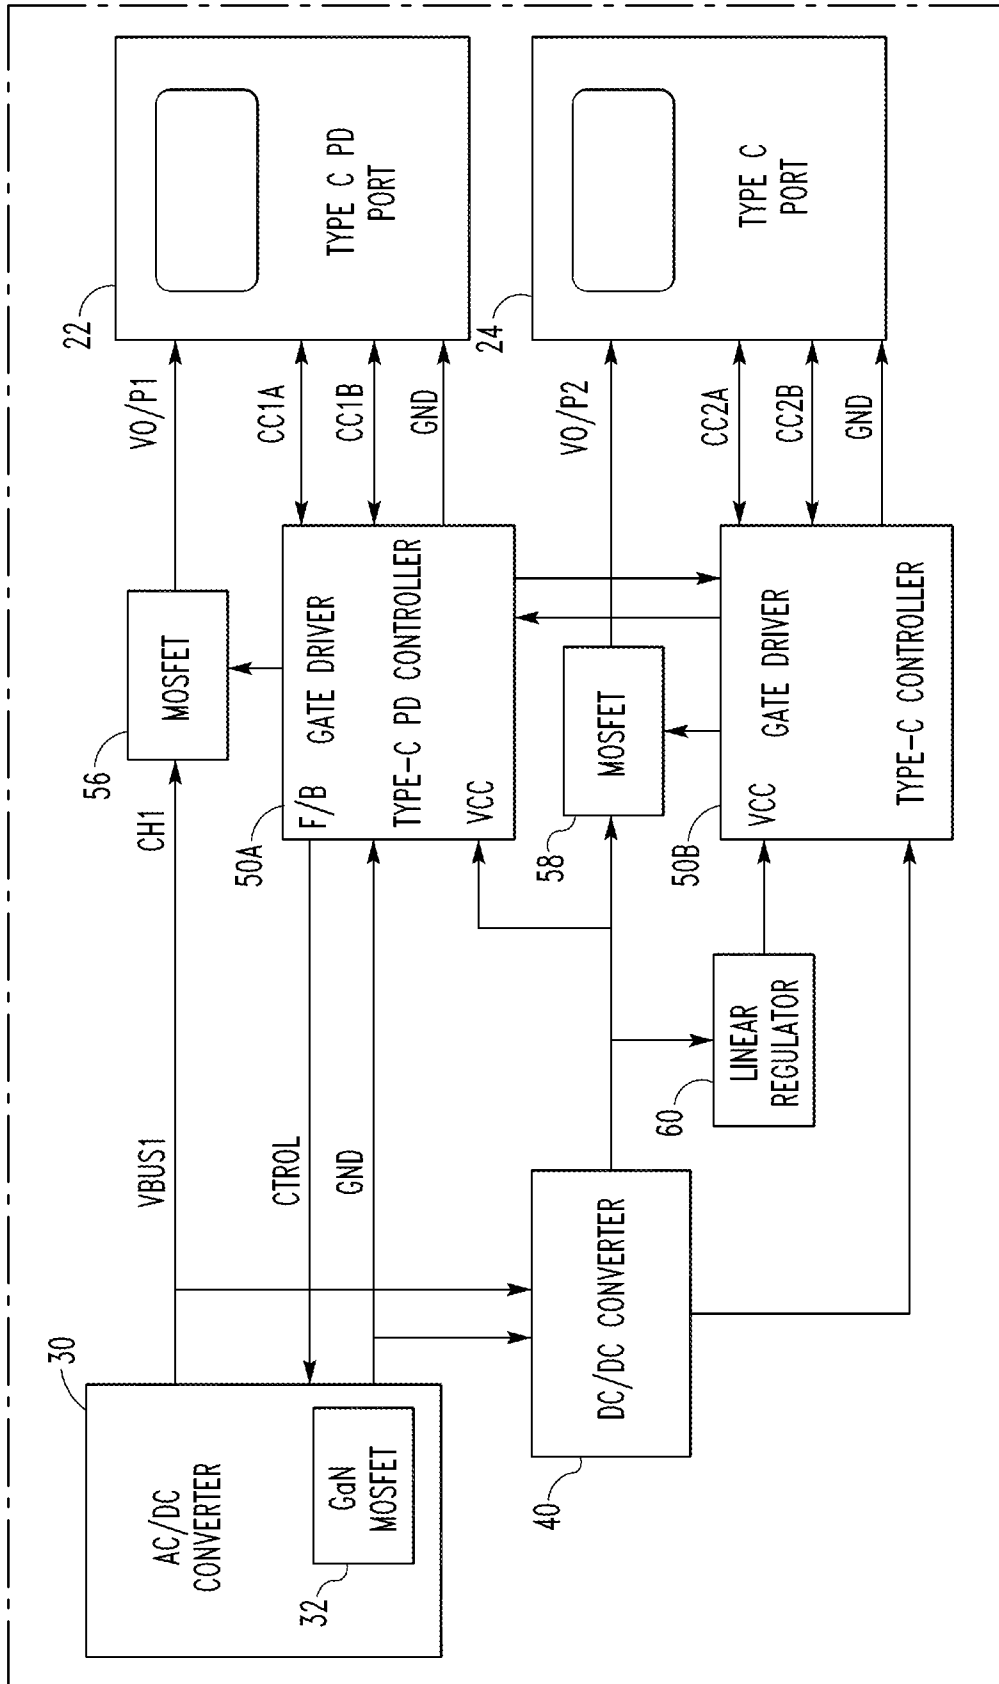 30
AC/DC
CONVERTER
GaN
MOSFET
32
VBUS1
CH1
CTROL
GND
56
MOSFET
VO/P1
22
TYPE C PD
PORT
50A
F/B
GATE DRIVER
TYPE-C PD CONTROLLER
VCC
CC1A
CC1B
GND
40
DC/DC CONVERTER
58
MOSFET
VO/P2
24
TYPE C
PORT
60
LINEAR
REGULATOR
50B
VCC
GATE DRIVER
TYPE-C CONTROLLER
CC2A
CC2B
GND